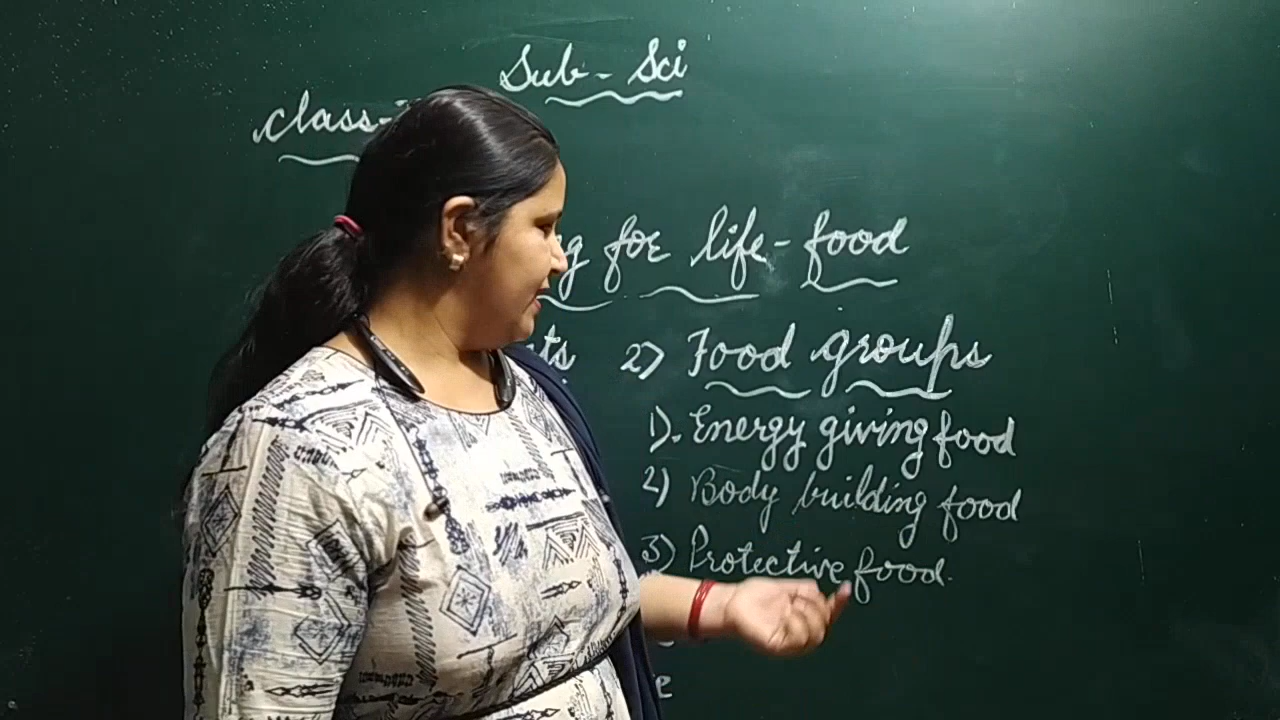 Sub - Sci
class-
for life - food
2) Food groups
1). Energy giving food
2) Body building food
3) Protective food.